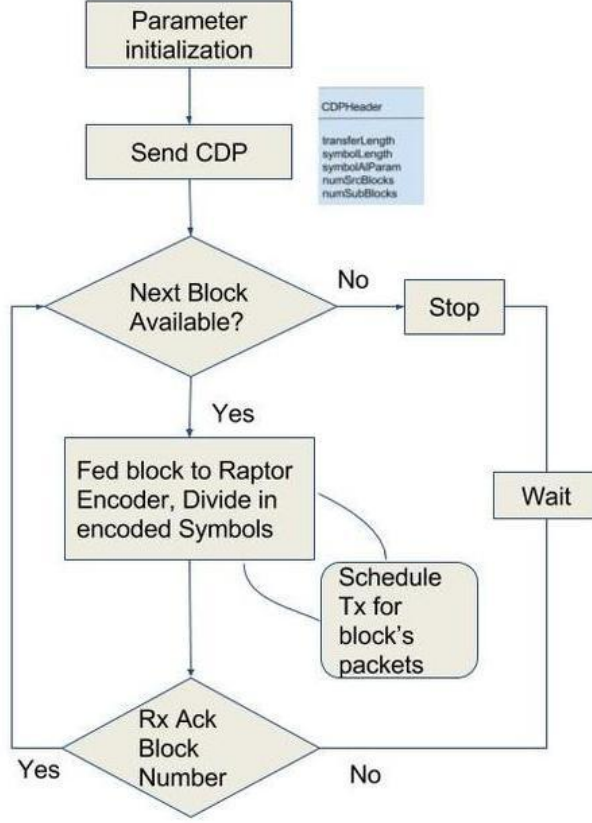 Parameter
initialization
Send CDP
CDPHeader
transferLength
symbolLength
symbolAlParam
numSrcBlocks
numSubBlocks
Next Block
Available?
No
Stop
Yes
Fed block to Raptor
Encoder, Divide in
encoded Symbols
Wait
Schedule
Tx for
block's
packets
Rx Ack
Block
Number
Yes
No